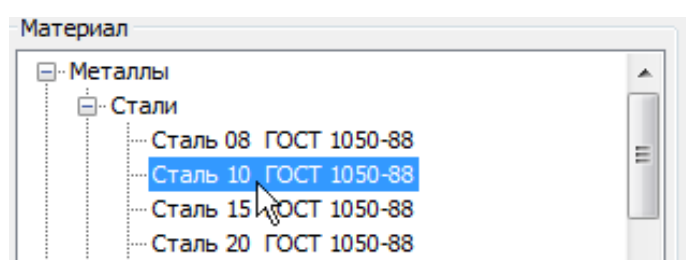 Материал
Металлы
Стали
Сталь 08 ГОСТ 1050-88
Сталь 10 ГОСТ 1050-88
Сталь 15 ГОСТ 1050-88
Сталь 20 ГОСТ 1050-88